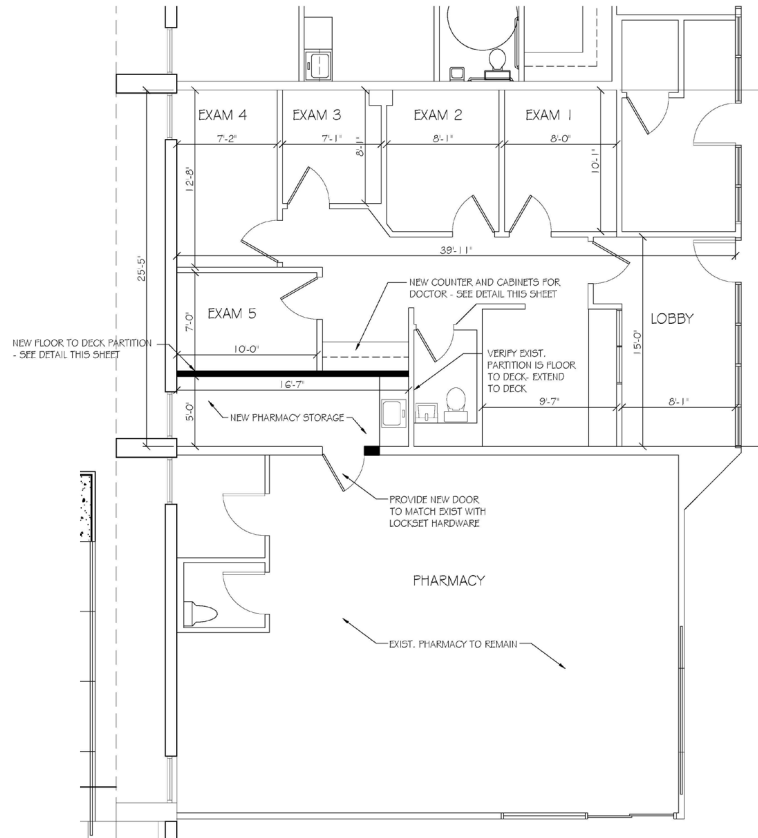 EXAM 4
EXAM 3
EXAM 2
EXAM 1
7'-2"
7'-1"
8'-1"
8'-0"
8'-1"
10'-1"
12'-8"
39'-11"
25'-5"
NEW COUNTER AND CABINETS FOR
DOCTOR - SEE DETAIL THIS SHEET
EXAM 5
7'-0"
LOBBY
15'-0"
NEW FLOOR TO DECK PARTITION
- SEE DETAIL THIS SHEET
10'-0"
VERIFY EXIST.
PARTITION IS FLOOR
TO DECK- EXTEND
TO DECK
16'-7"
9'-7"
8'-1"
5'-0"
NEW PHARMACY STORAGE
PROVIDE NEW DOOR
TO MATCH EXIST WITH
LOCKSET HARDWARE
PHARMACY
EXIST. PHARMACY TO REMAIN